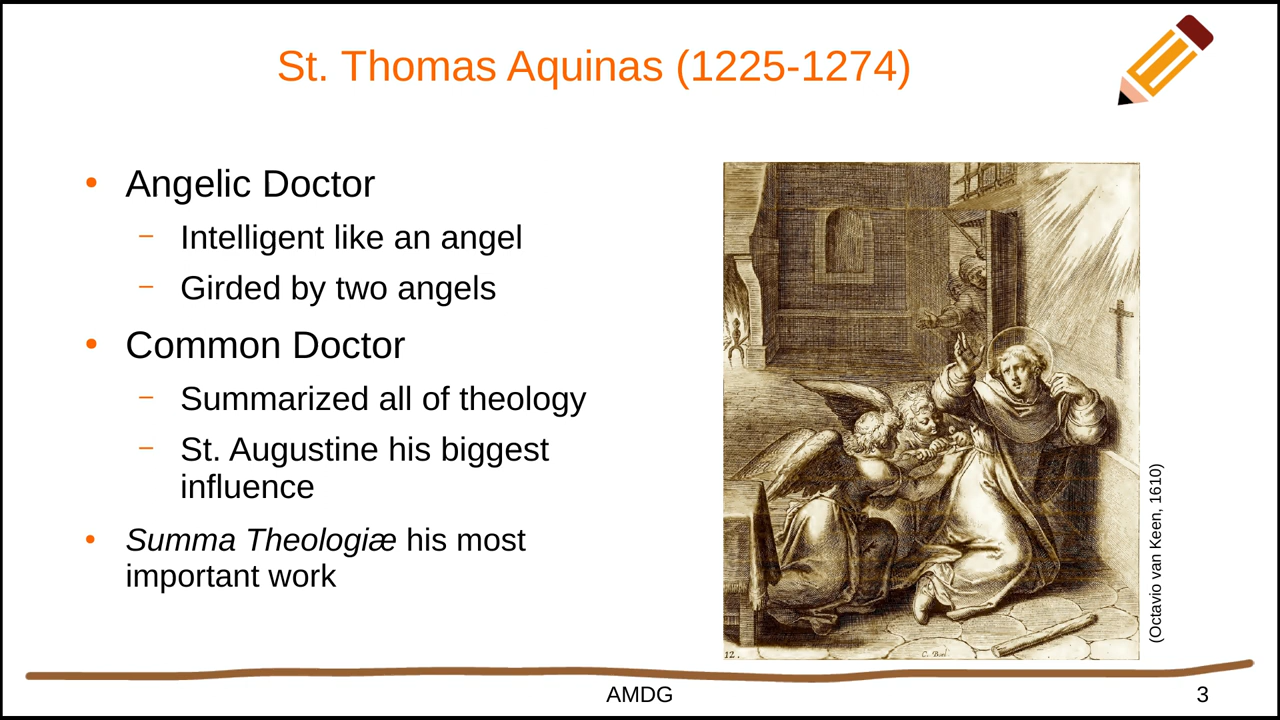 St. Thomas Aquinas (1225-1274)
• Angelic Doctor
– Intelligent like an angel
– Girded by two angels
• Common Doctor
– Summarized all of theology
– St. Augustine his biggest
influence
• Summa Theologiæ his most
important work
12.
C. Boel
(Octavio van Keen, 1610)
AMDG
3